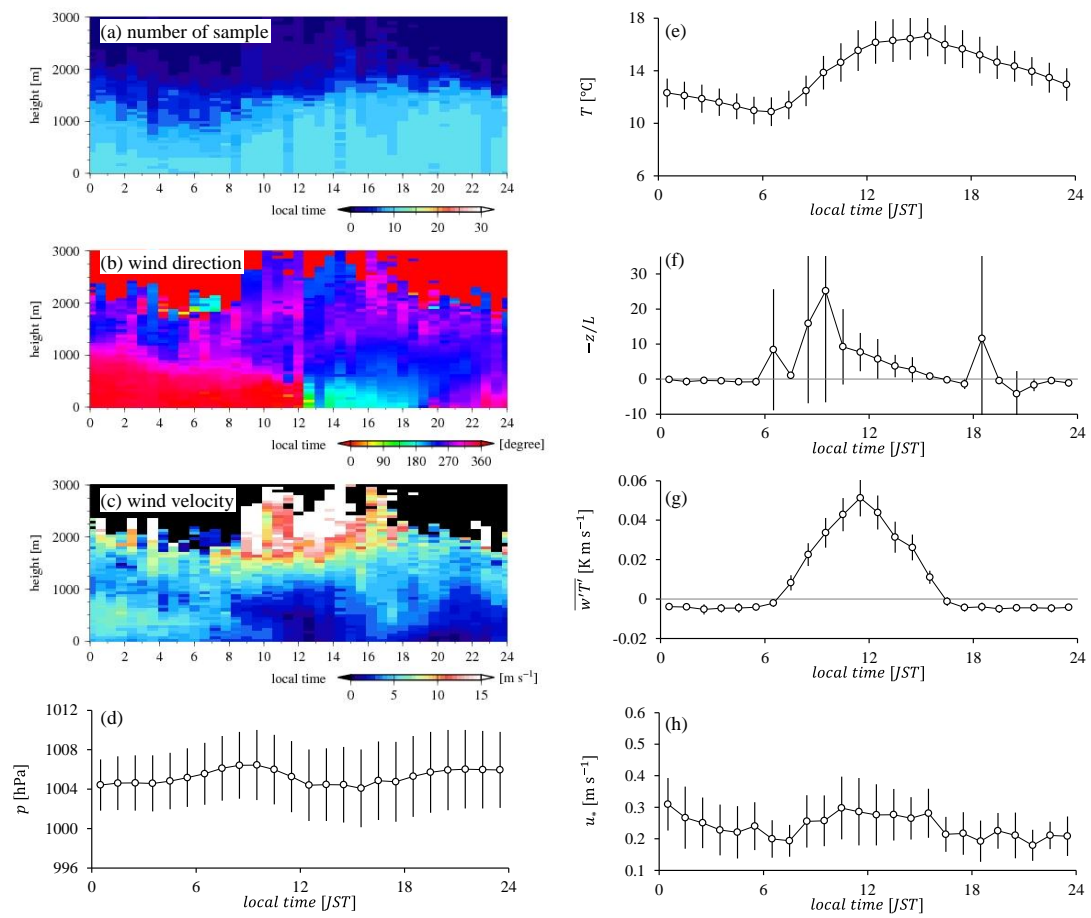 (a) number of sample
3000
2000
1000
0
height [m]
0 2 4 6 8 10 12 14 16 18 20 22 24
local time
0 10 20 30
(b) wind direction
3000
2000
1000
0
height [m]
0 2 4 6 8 10 12 14 16 18 20 22 24
local time
0 90 180 270 360
[degree]
(c) wind velocity
3000
2000
1000
0
height [m]
0 2 4 6 8 10 12 14 16 18 20 22 24
local time
0 5 10 15
[m s⁻¹]
(d)
1012
1008
1004
1000
996
p [hPa]
0 6 12 18 24
local time [JST]
(e)
18
14
10
6
T [°C]
0 6 12 18 24
local time [JST]
(f)
30
20
10
0
-10
−z/L
0 6 12 18 24
local time [JST]
(g)
0.06
0.04
0.02
0
-0.02
w′T′ [K m s⁻¹]
0 6 12 18 24
local time [JST]
(h)
0.6
0.5
0.4
0.3
0.2
0.1
u* [m s⁻¹]
0 6 12 18 24
local time [JST]